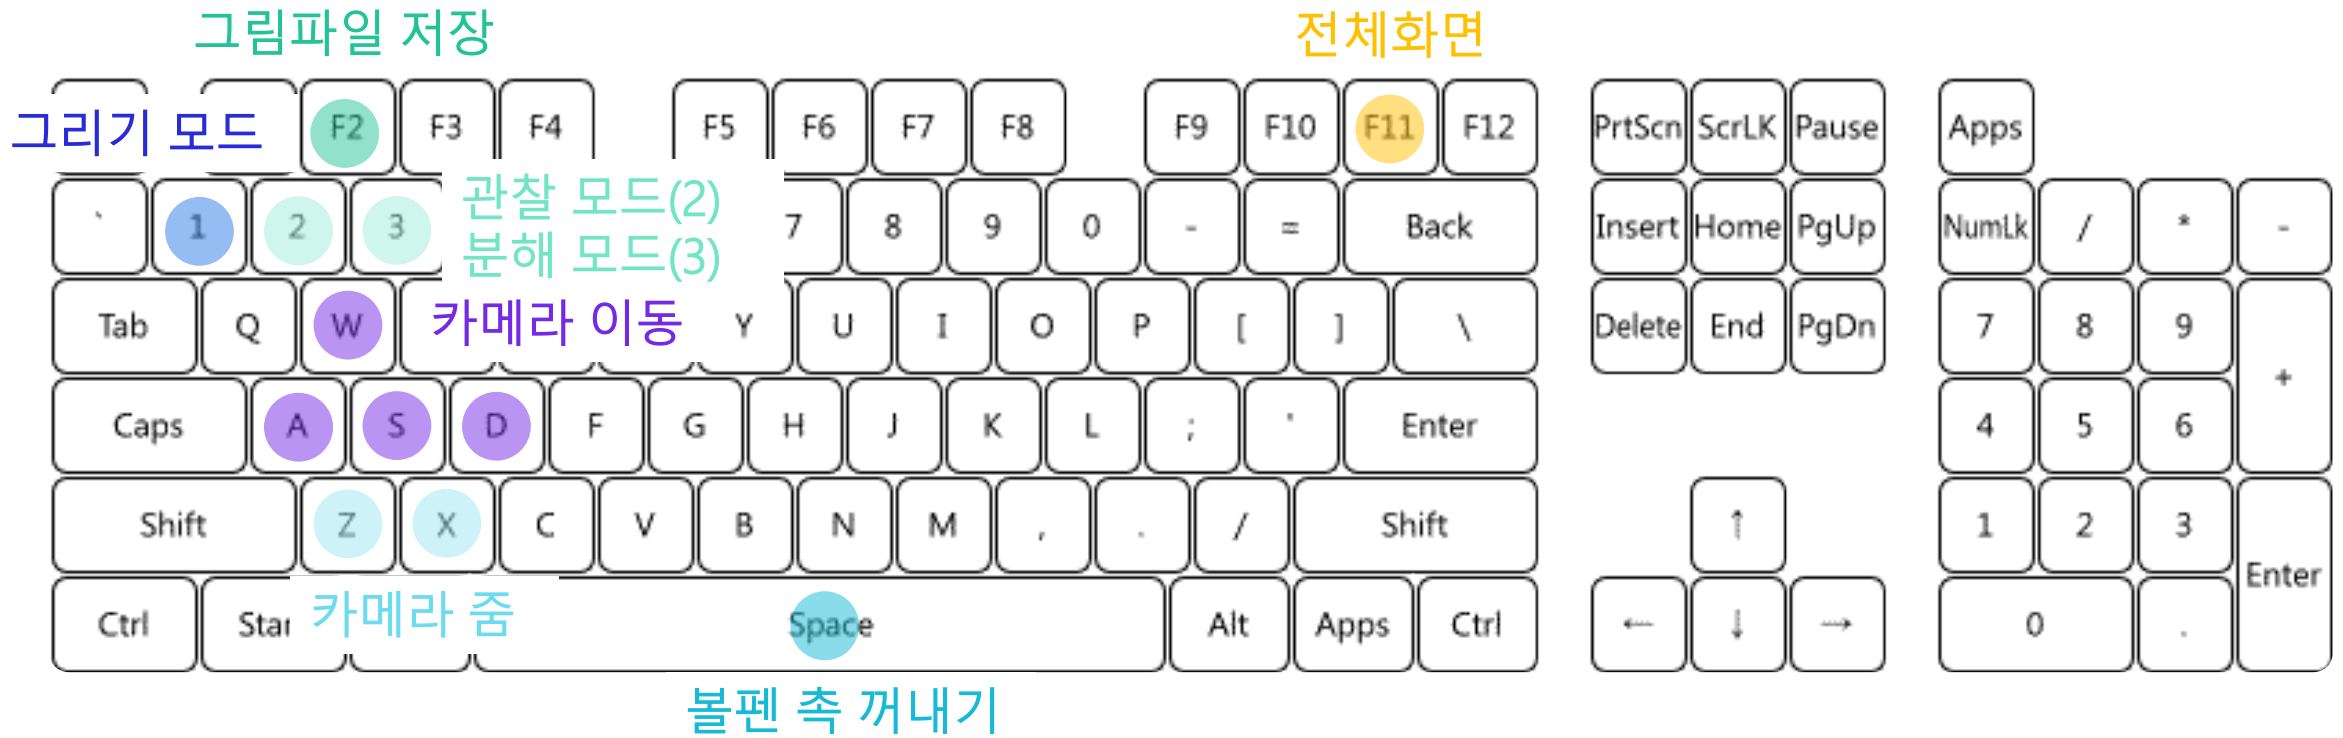 그림파일 저장
전체화면
그리기 모드
F2
F3
F4
F5
F6
F7
F8
F9
F10
F11
F12
PrtScn
ScrLK
Pause
Apps
`
1
2
3
관찰 모드(2)
분해 모드(3)
7
8
9
0
-
=
Back
Insert
Home
PgUp
NumLk
/
*
-
Tab
Q
W
카메라 이동
Y
U
I
O
P
[
]
\
Delete
End
PgDn
7
8
9
+
Caps
A
S
D
F
G
H
J
K
L
;
'
Enter
4
5
6
Shift
Z
X
C
V
B
N
M
,
.
/
Shift
↑
1
2
3
Enter
Ctrl
Star
카메라 줌
Space
Alt
Apps
Ctrl
←
↓
→
0
.
볼펜 촉 꺼내기